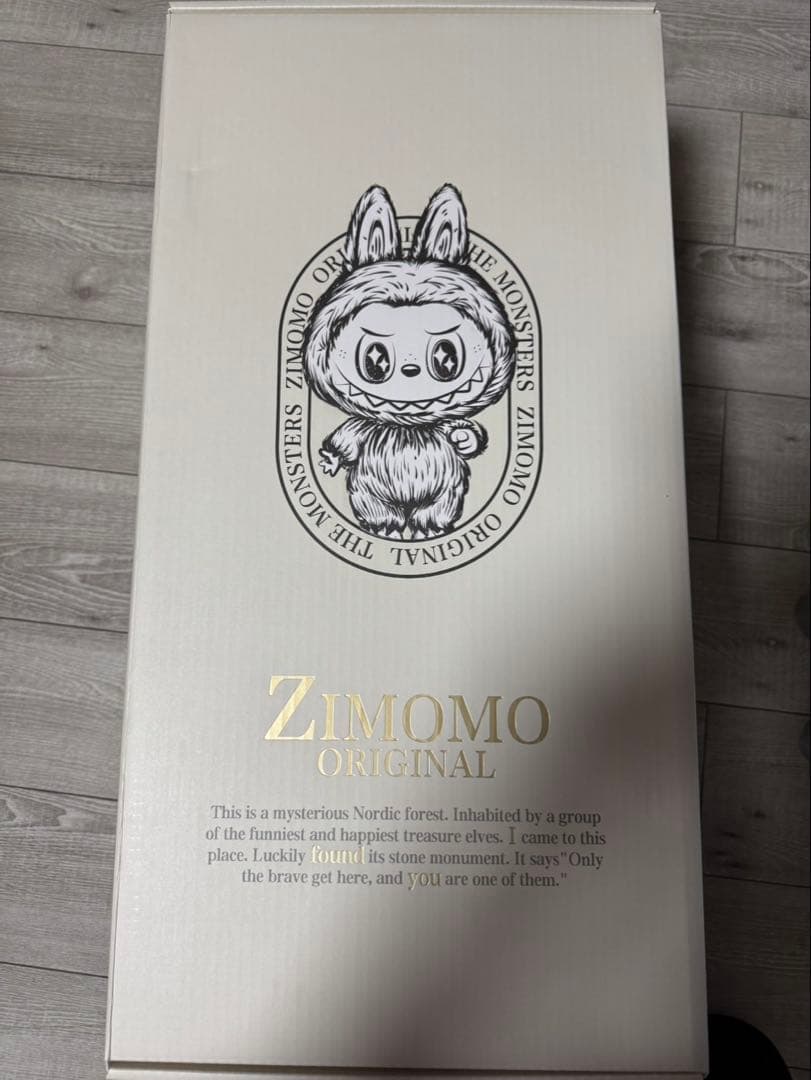 ZIMOMO ORI
THE MONSTERS ZIMOMO ORIGINAL THE MONSTERS
ZIMOMO
ORIGINAL
This is a mysterious Nordic forest. Inhabited by a group
of the funniest and happiest treasure elves. I came to this
place. Luckily found its stone monument. It says"Only
the brave get here, and you are one of them."